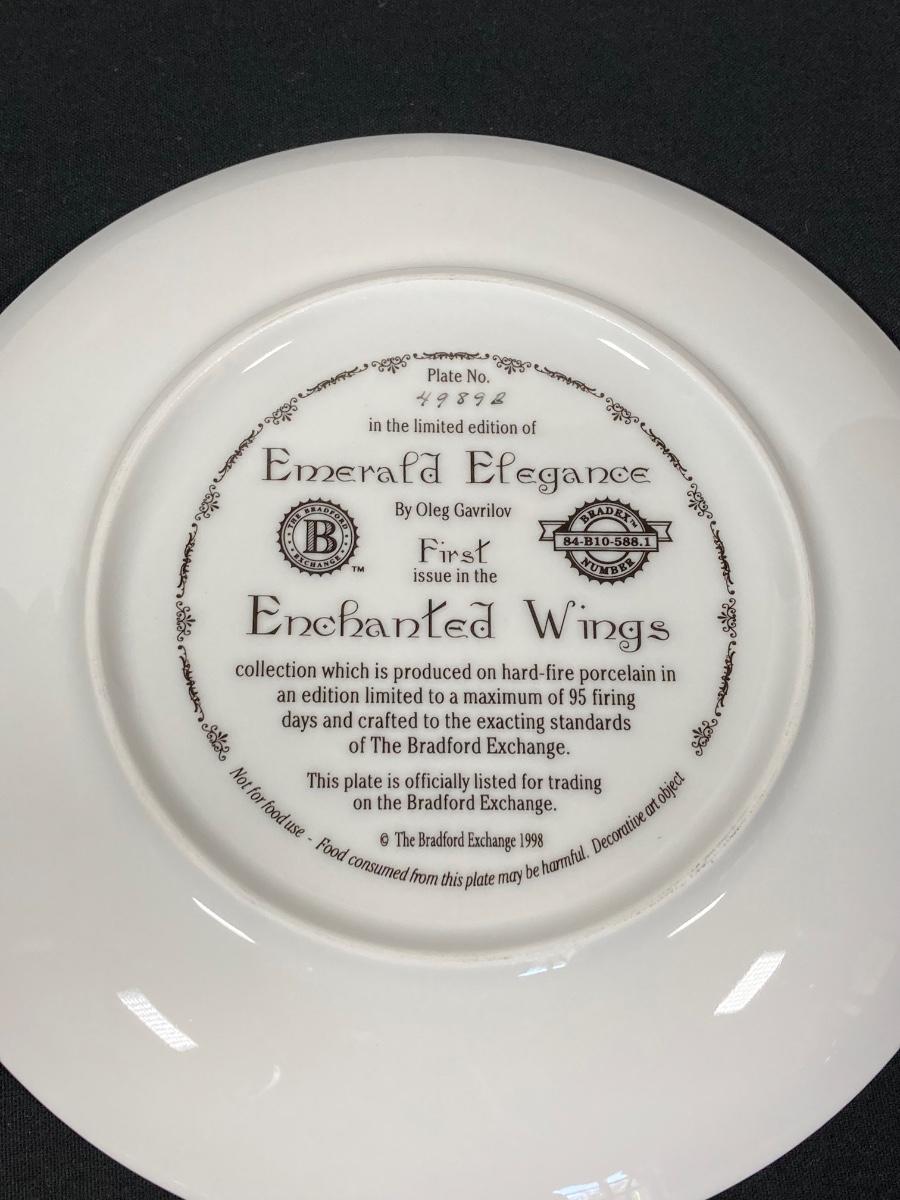 Plate No.
4989B
in the limited edition of
Emerald Elegance
By Oleg Gavrilov
THE BRADFORD
B
EXCHANGE
™
BRADEX™
84-B10-588.1
NUMBER
First
issue in the
Enchanted Wings
collection which is produced on hard-fire porcelain in
an edition limited to a maximum of 95 firing
days and crafted to the exacting standards
of The Bradford Exchange.
This plate is officially listed for trading
on the Bradford Exchange.
© The Bradford Exchange 1998
Not for food use - Food consumed from this plate may be harmful. Decorative art object